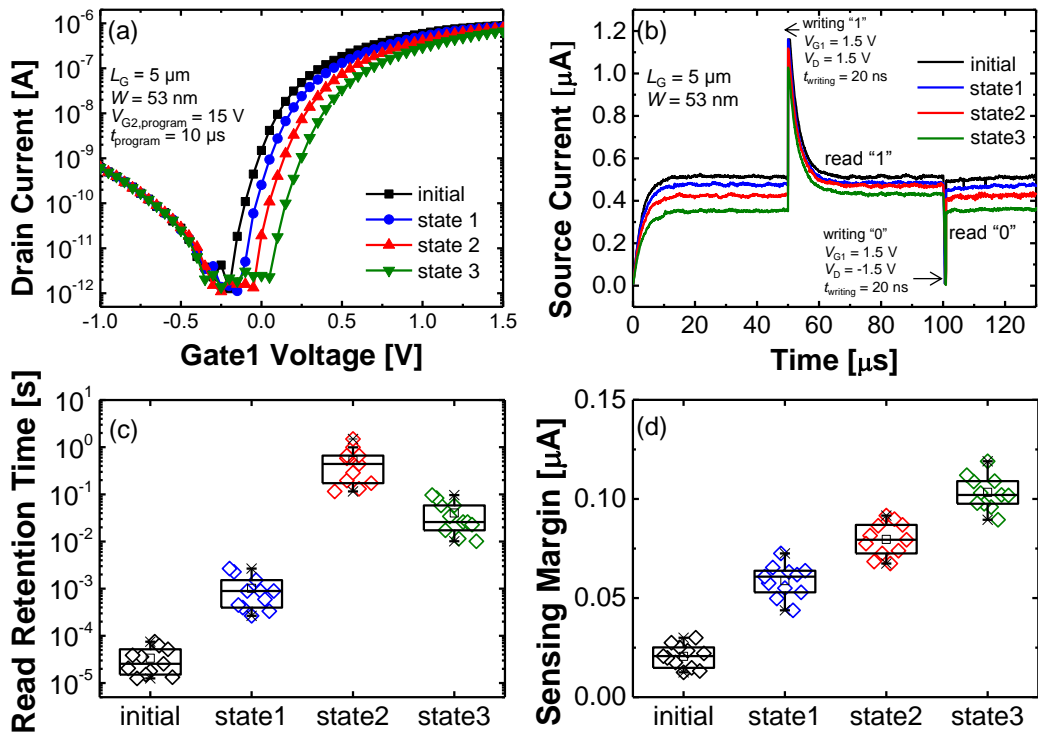 (a)
L_G = 5 µm
W = 53 nm
V_G2,program = 15 V
t_program = 10 µs
initial
state 1
state 2
state 3
10^-6
10^-7
10^-8
10^-9
10^-10
10^-11
10^-12
Drain Current [A]
-1.0 -0.5 0.0 0.5 1.0 1.5
Gate1 Voltage [V]
(b)
writing “1”
V_G1 = 1.5 V
V_D = 1.5 V
t_writing = 20 ns
L_G = 5 µm
W = 53 nm
initial
state1
state2
state3
read “1”
read “0”
writing “0”
V_G1 = 1.5 V
V_D = -1.5 V
t_writing = 20 ns
1.2
1.0
0.8
0.6
0.4
0.2
0.0
Source Current [µA]
0 20 40 60 80 100 120
Time [µs]
(c)
10^1
10^0
10^-1
10^-2
10^-3
10^-4
10^-5
Read Retention Time [s]
initial state1 state2 state3
(d)
0.15
0.10
0.05
0.00
Sensing Margin [µA]
initial state1 state2 state3